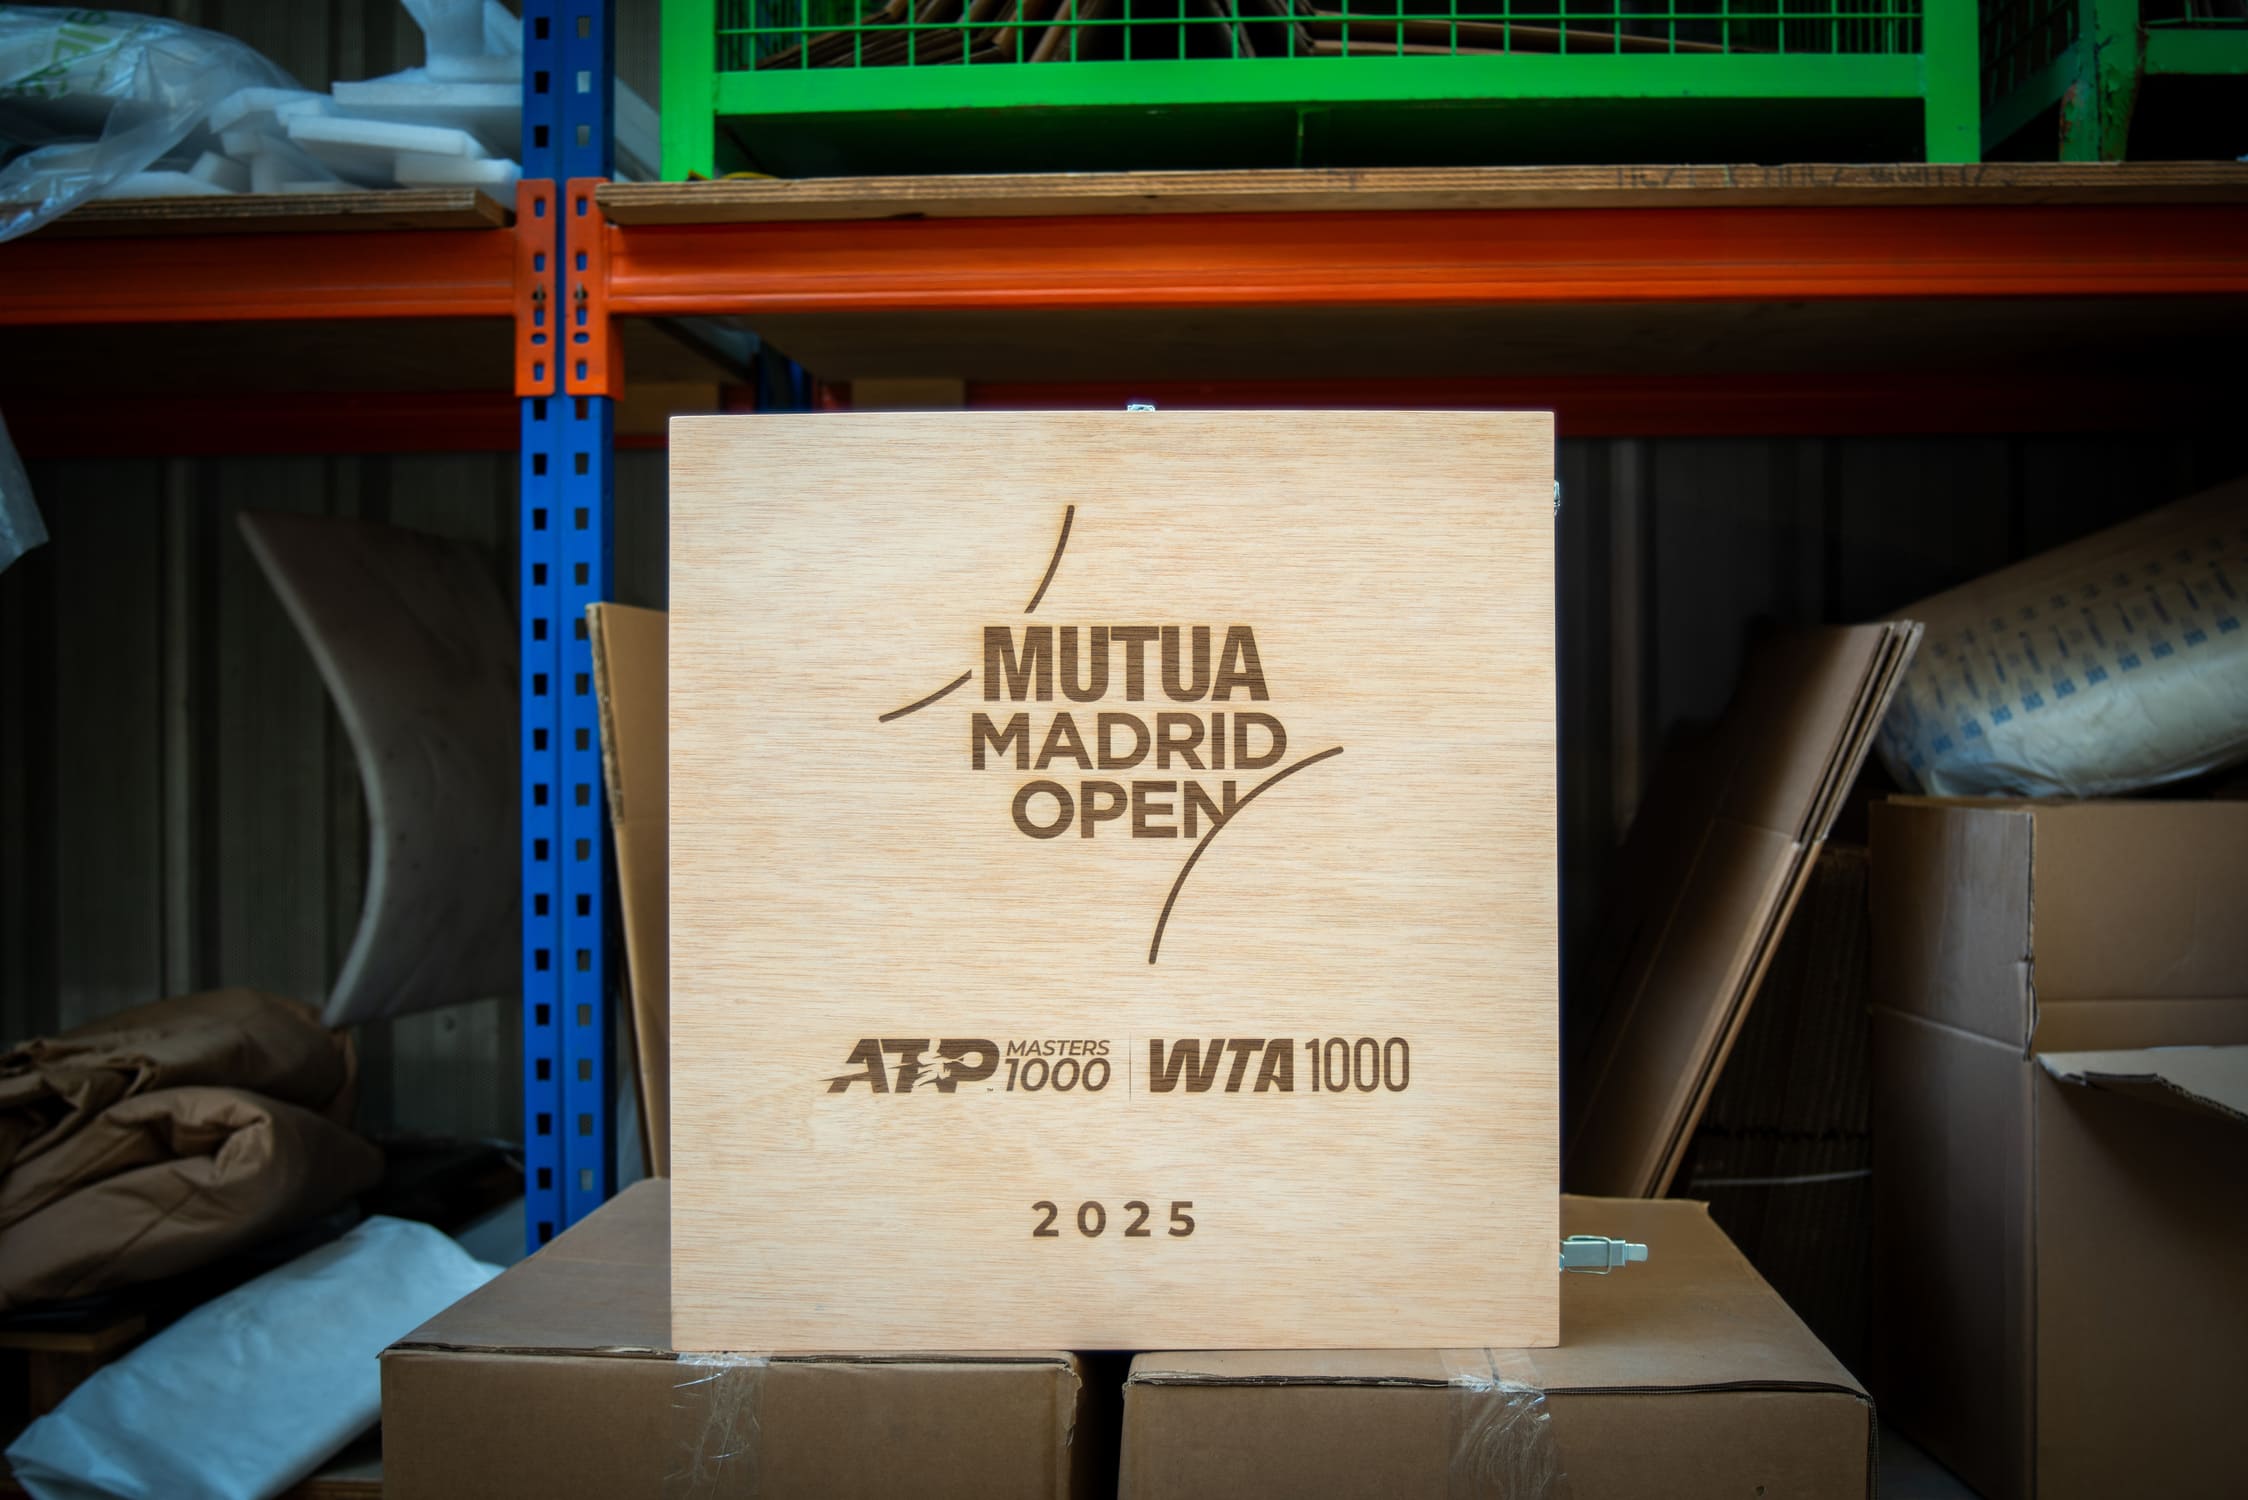 MUTUA
MADRID
OPEN
ATP MASTERS 1000 | WTA 1000
2025